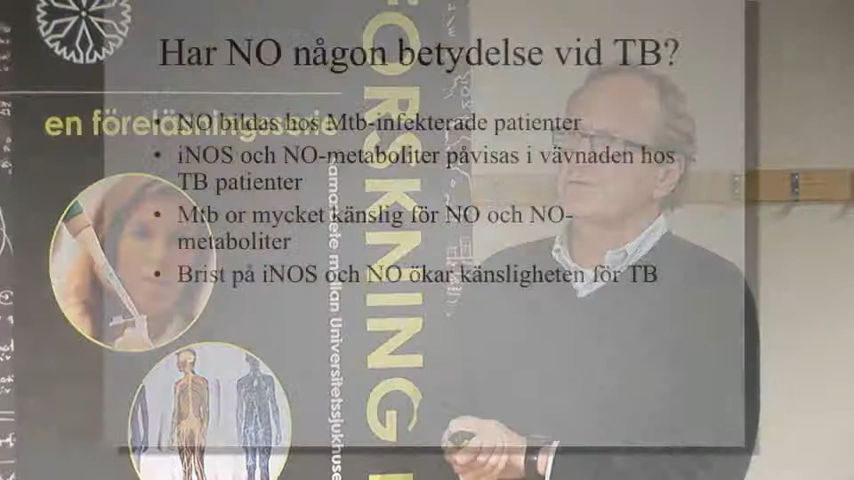 Har NO någon betydelse vid TB?
• NO bildas hos Mtb-infekterade patienter
• iNOS och NO-metaboliter påvisas i vävnaden hos
TB patienter
• Mtb or mycket känslig för NO och NO-
metaboliter
• Brist på iNOS och NO ökar känsligheten för TB
en föreläsningsserie
FORSKNING
mellan Universitetssjukhuse